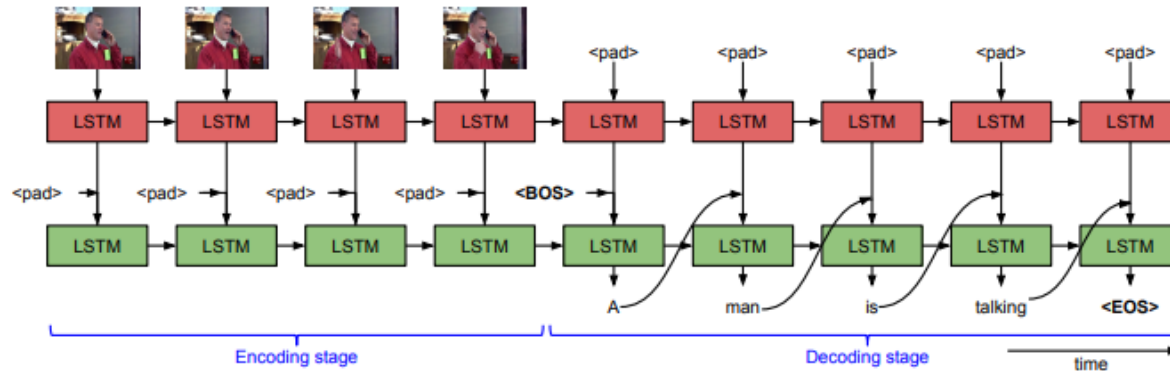 <pad> <pad> <pad> <pad> <pad>
LSTM LSTM LSTM LSTM LSTM LSTM LSTM LSTM LSTM
<pad> <pad> <pad> <pad> <BOS>
LSTM LSTM LSTM LSTM LSTM LSTM LSTM LSTM LSTM
A man is talking <EOS>
Encoding stage Decoding stage time